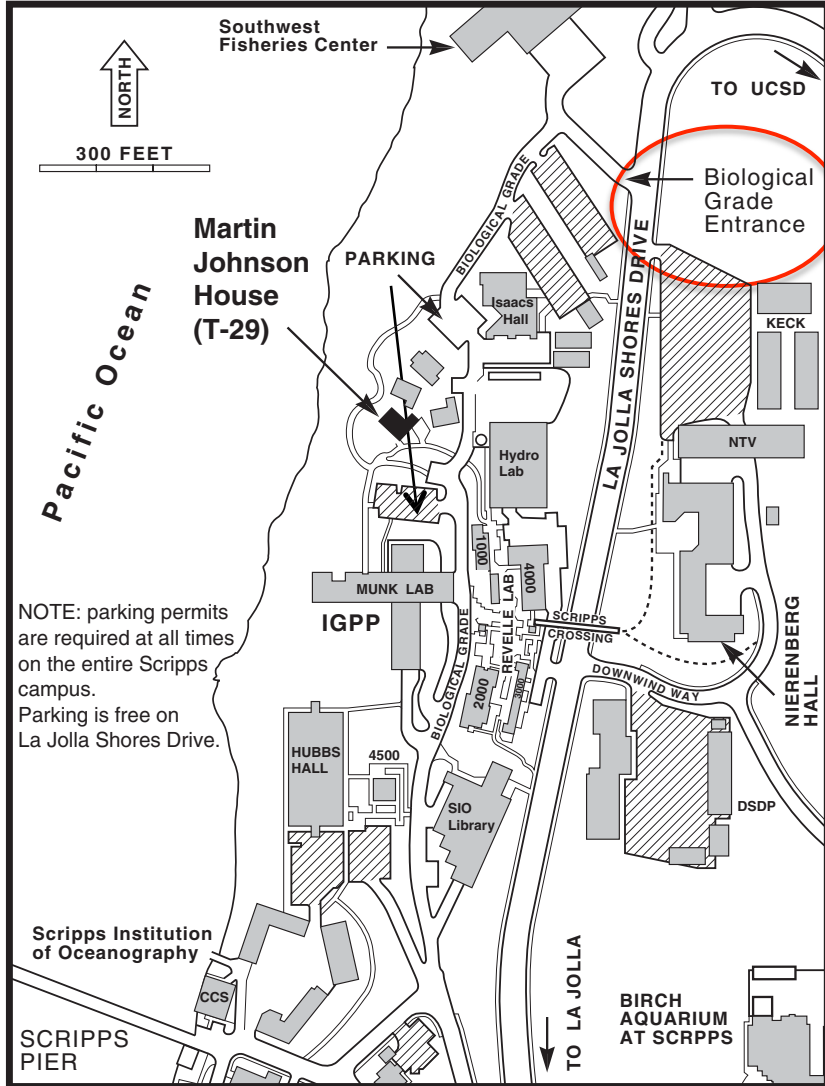 Southwest
Fisheries Center
NORTH
300 FEET
TO UCSD
Biological
Grade
Entrance
BIOLOGICAL GRADE
Martin
Johnson
House
(T-29)
PARKING
Isaacs
Hall
LA JOLLA SHORES DRIVE
KECK
Pacific Ocean
NTV
Hydro
Lab
1000
4000
MUNK LAB
IGPP
REVELLE LAB
SCRIPPS
CROSSING
NOTE: parking permits
are required at all times
on the entire Scripps
campus.
Parking is free on
La Jolla Shores Drive.
BIOLOGICAL GRADE
2000
3000
DOWNWIND WAY
NIERENBERG
HALL
HUBBS
HALL
4500
SIO
Library
DSDP
Scripps Institution
of Oceanography
CCS
SCRIPPS
PIER
TO LA JOLLA
BIRCH
AQUARIUM
AT SCRPPS